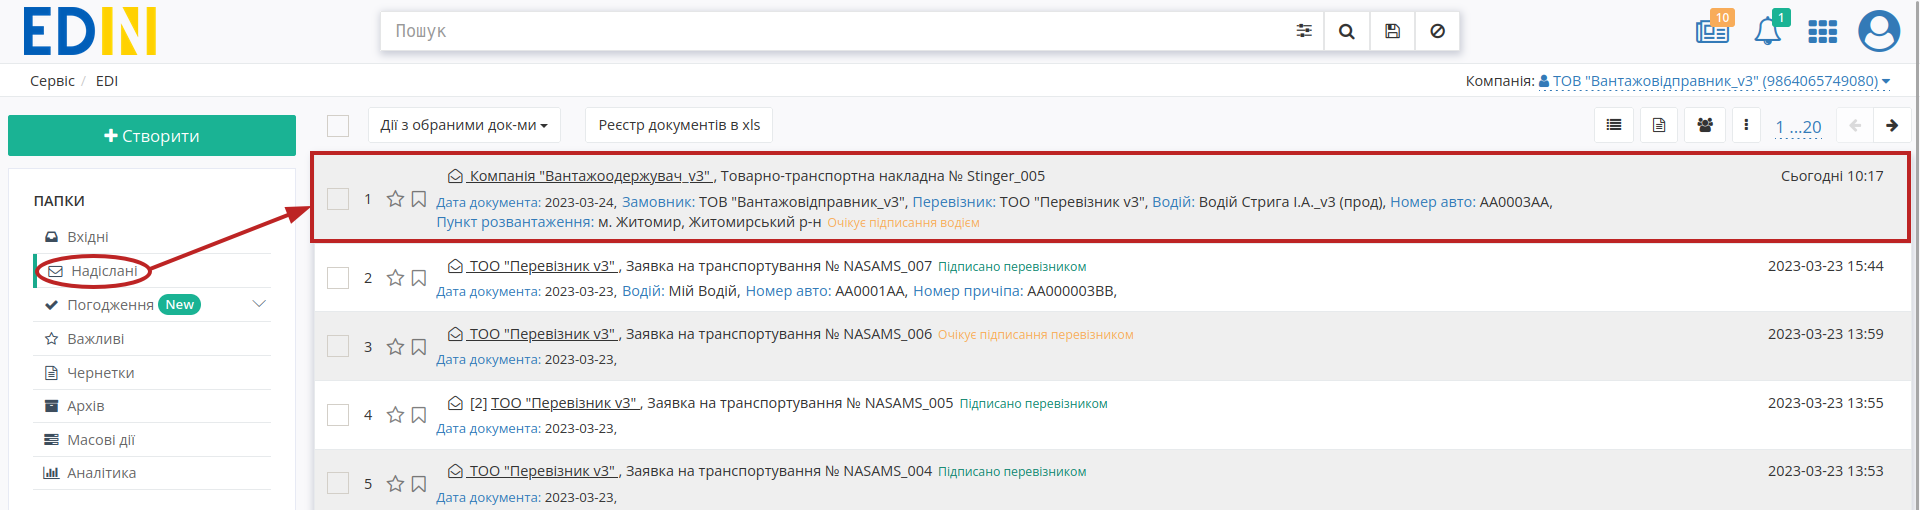 EDIN
Пошук
10
1
Сервіс / EDI
Компанія: ТОВ "Вантажовідправник_v3" (9864065749080)
Створити
Дії з обраними док-ми
Реєстр документів в xls
1 ...20
ПАПКИ
Вхідні
Надіслані
Погодження New
Важливі
Чернетки
Архів
Масові дії
Аналітика
1 Компанія "Вантажоодержувач_v3" , Товарно-транспортна накладна № Stinger_005 Сьогодні 10:17
Дата документа: 2023-03-24, Замовник: ТОВ "Вантажовідправник_v3", Перевізник: ТОО "Перевізник v3", Водій: Водій Стрига І.А._v3 (прод), Номер авто: АА0003АА,
Пункт розвантаження: м. Житомир, Житомирський р-н Очікує підписання водієм
2 ТОО "Перевізник v3" , Заявка на транспортування № NASAMS_007 Підписано перевізником 2023-03-23 15:44
Дата документа: 2023-03-23, Водій: Мій Водій, Номер авто: АА0001АА, Номер причіпа: АА000003ВВ,
3 ТОО "Перевізник v3" , Заявка на транспортування № NASAMS_006 Очікує підписання перевізником 2023-03-23 13:59
Дата документа: 2023-03-23,
4 [2] ТОО "Перевізник v3" , Заявка на транспортування № NASAMS_005 Підписано перевізником 2023-03-23 13:55
Дата документа: 2023-03-23,
5 ТОО "Перевізник v3" , Заявка на транспортування № NASAMS_004 Підписано перевізником 2023-03-23 13:53
Дата документа: 2023-03-23,